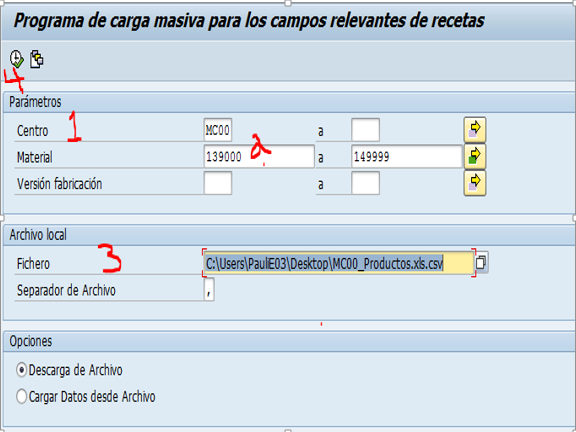 Programa de carga masiva para los campos relevantes de recetas
4
Parámetros
Centro 1 MC00 a
Material 139000 2 a 149999
Versión fabricación a
Archivo local
Fichero 3 C:\Users\PauliE03\Desktop\MC00_Productos.xls.csv
Separador de Archivo ,
Opciones
Descarga de Archivo
Cargar Datos desde Archivo